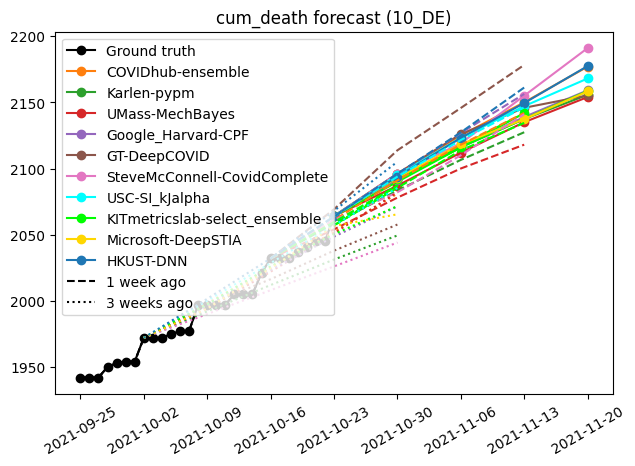 cum_death forecast (10_DE)
2200
2150
2100
2050
2000
1950
Ground truth
COVIDhub-ensemble
Karlen-pypm
UMass-MechBayes
Google_Harvard-CPF
GT-DeepCOVID
SteveMcConnell-CovidComplete
USC-SI_kJalpha
KITmetricslab-select_ensemble
Microsoft-DeepSTIA
HKUST-DNN
1 week ago
3 weeks ago
2021-09-25
2021-10-02
2021-10-09
2021-10-16
2021-10-23
2021-10-30
2021-11-06
2021-11-13
2021-11-20